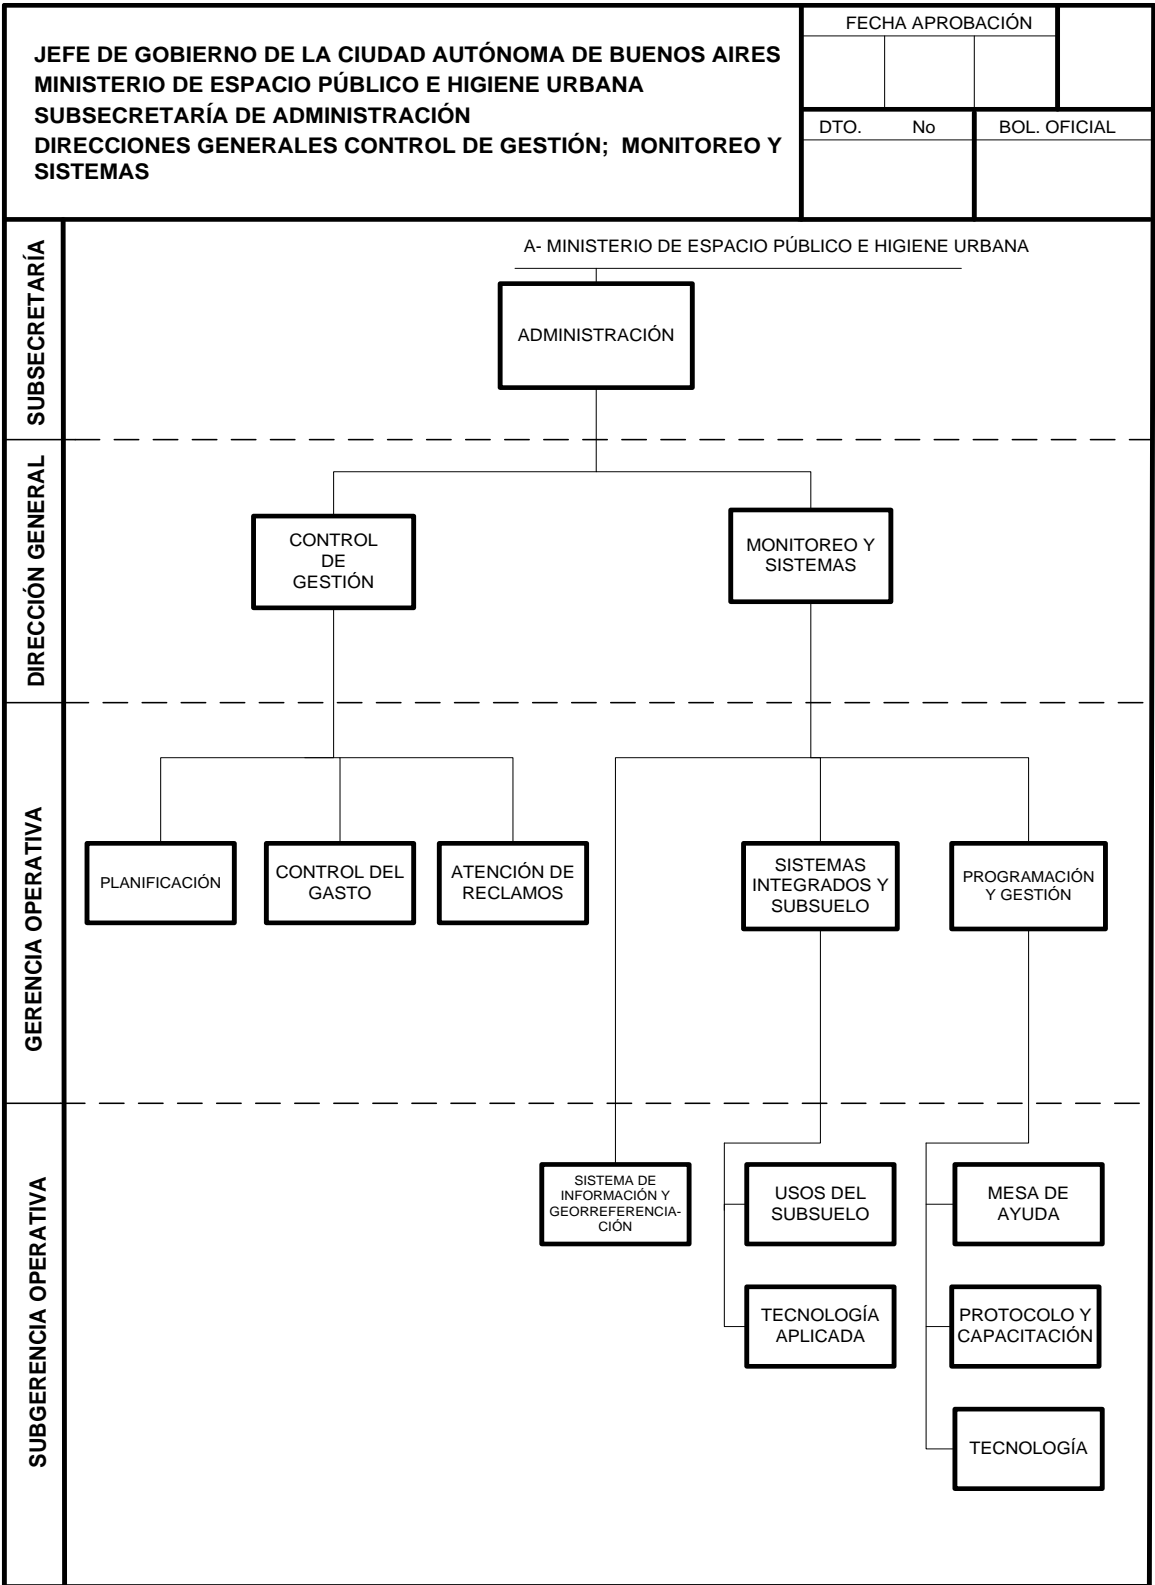 JEFE DE GOBIERNO DE LA CIUDAD AUTÓNOMA DE BUENOS AIRES
MINISTERIO DE ESPACIO PÚBLICO E HIGIENE URBANA
SUBSECRETARÍA DE ADMINISTRACIÓN
DIRECCIONES GENERALES CONTROL DE GESTIÓN; MONITOREO Y
SISTEMAS
FECHA APROBACIÓN
DTO. No
BOL. OFICIAL
SUBSECRETARÍA
A- MINISTERIO DE ESPACIO PÚBLICO E HIGIENE URBANA
ADMINISTRACIÓN
DIRECCIÓN GENERAL
CONTROL
DE
GESTIÓN
MONITOREO Y
SISTEMAS
GERENCIA OPERATIVA
PLANIFICACIÓN
CONTROL DEL
GASTO
ATENCIÓN DE
RECLAMOS
SISTEMAS
INTEGRADOS Y
SUBSUELO
PROGRAMACIÓN
Y GESTIÓN
SUBGERENCIA OPERATIVA
SISTEMA DE
INFORMACIÓN Y
GEORREFERENCIA-
CIÓN
USOS DEL
SUBSUELO
MESA DE
AYUDA
TECNOLOGÍA
APLICADA
PROTOCOLO Y
CAPACITACIÓN
TECNOLOGÍA